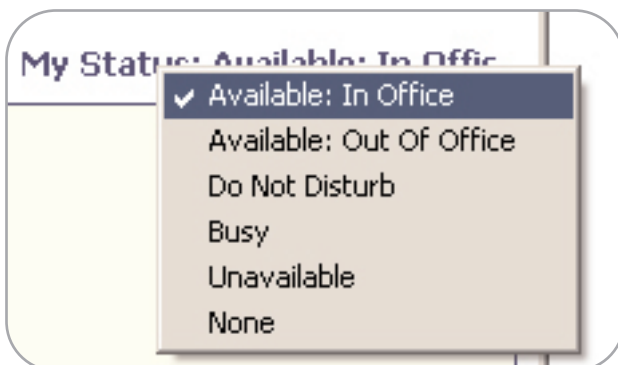 My Status: Available: In Offic
Available: In Office
Available: Out Of Office
Do Not Disturb
Busy
Unavailable
None